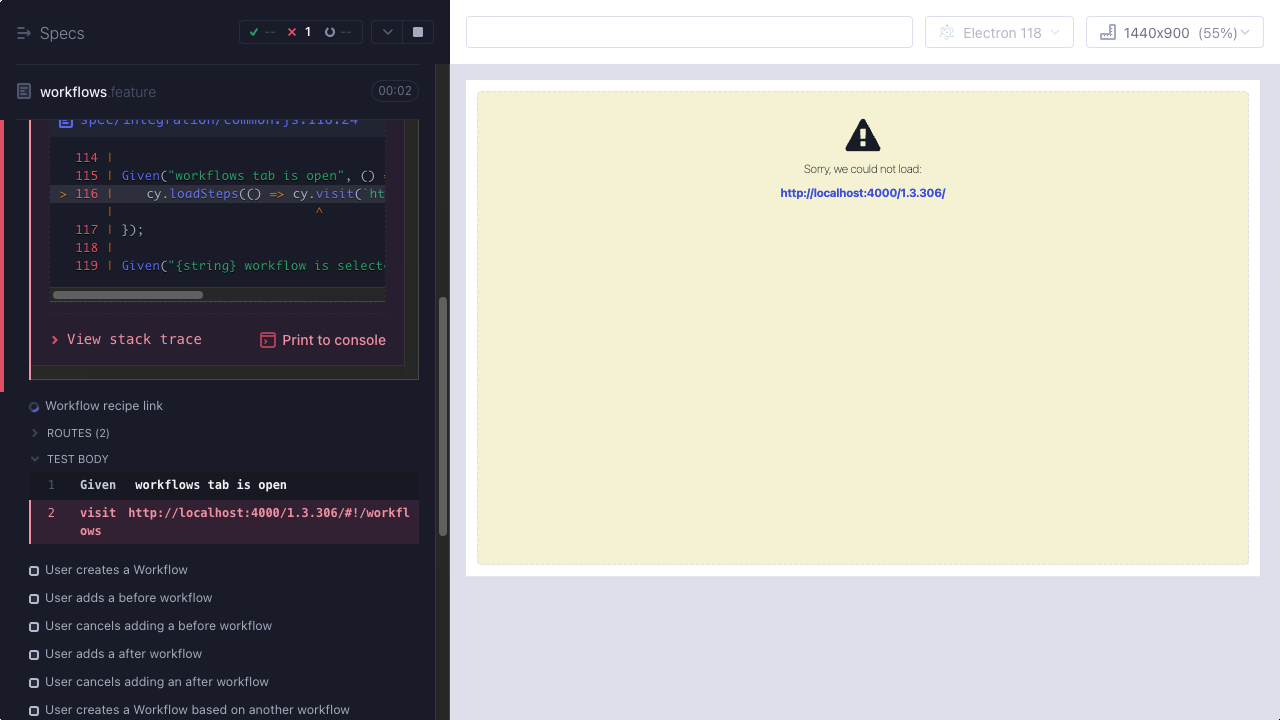 Specs
--
1
--
workflows feature
00:02
spec/integration/common.js:116:24
114 |
115 | Given("workflows tab is open", () =
> 116 |     cy.loadSteps(() => cy.visit(`ht
|                           ^
117 | });
118 |
119 | Given("{string} workflow is selecte
View stack trace
Print to console
Workflow recipe link
ROUTES (2)
TEST BODY
1 Given workflows tab is open
2 visit http://localhost:4000/1.3.306/#!/workfl
ows
User creates a Workflow
User adds a before workflow
User cancels adding a before workflow
User adds a after workflow
User cancels adding an after workflow
User creates a Workflow based on another workflow
Electron 118
1440x900 (55%)
Sorry, we could not load:
http://localhost:4000/1.3.306/